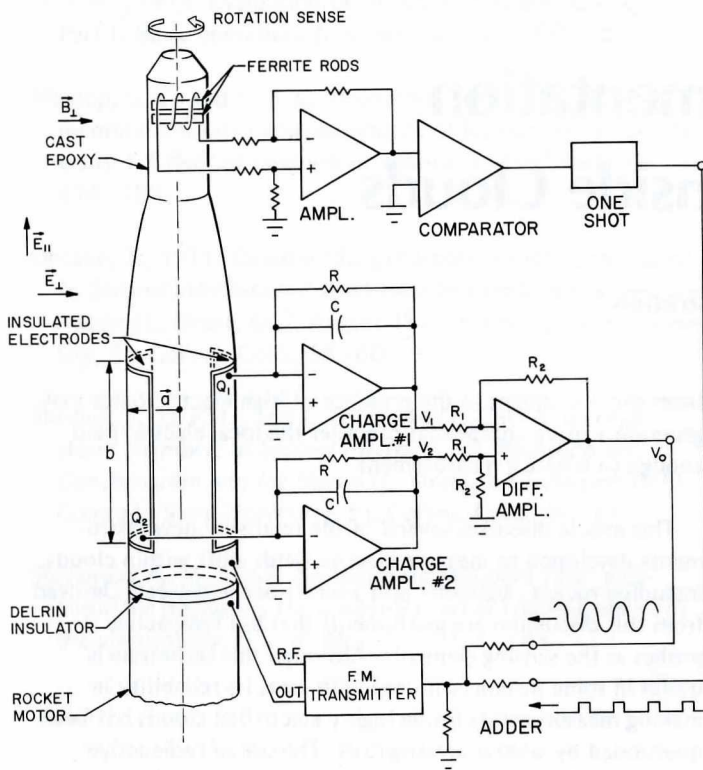 ROTATION SENSE
FERRITE RODS
B⊥
CAST
EPOXY
−
+
AMPL.
COMPARATOR
ONE
SHOT
E||
E⊥
INSULATED
ELECTRODES
R
C
Q₁
−
+
CHARGE
AMPL.#1
a
b
V₁
R₁
R₂
V₂
R₁
−
+
R₂
DIFF.
AMPL.
V₀
R
C
Q₂
−
+
CHARGE
AMPL. #2
DELRIN
INSULATOR
R.F.
OUT
F. M.
TRANSMITTER
ROCKET
MOTOR
ADDER